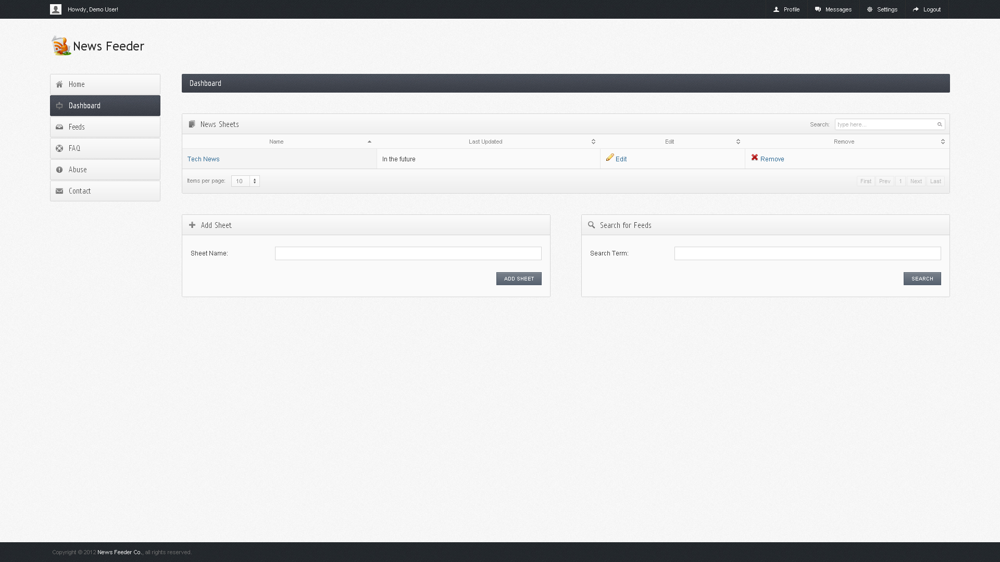 Howdy, Demo User!
Profile
Messages
Settings
Logout
News Feeder
Home
Dashboard
Feeds
FAQ
Abuse
Contact
Dashboard
News Sheets
Search:
type here...
Name
Last Updated
Edit
Remove
Tech News
In the future
Edit
Remove
Items per page:
10
First
Prev
1
Next
Last
Add Sheet
Sheet Name:
ADD SHEET
Search for Feeds
Search Term:
SEARCH
Copyright © 2012 News Feeder Co., all rights reserved.